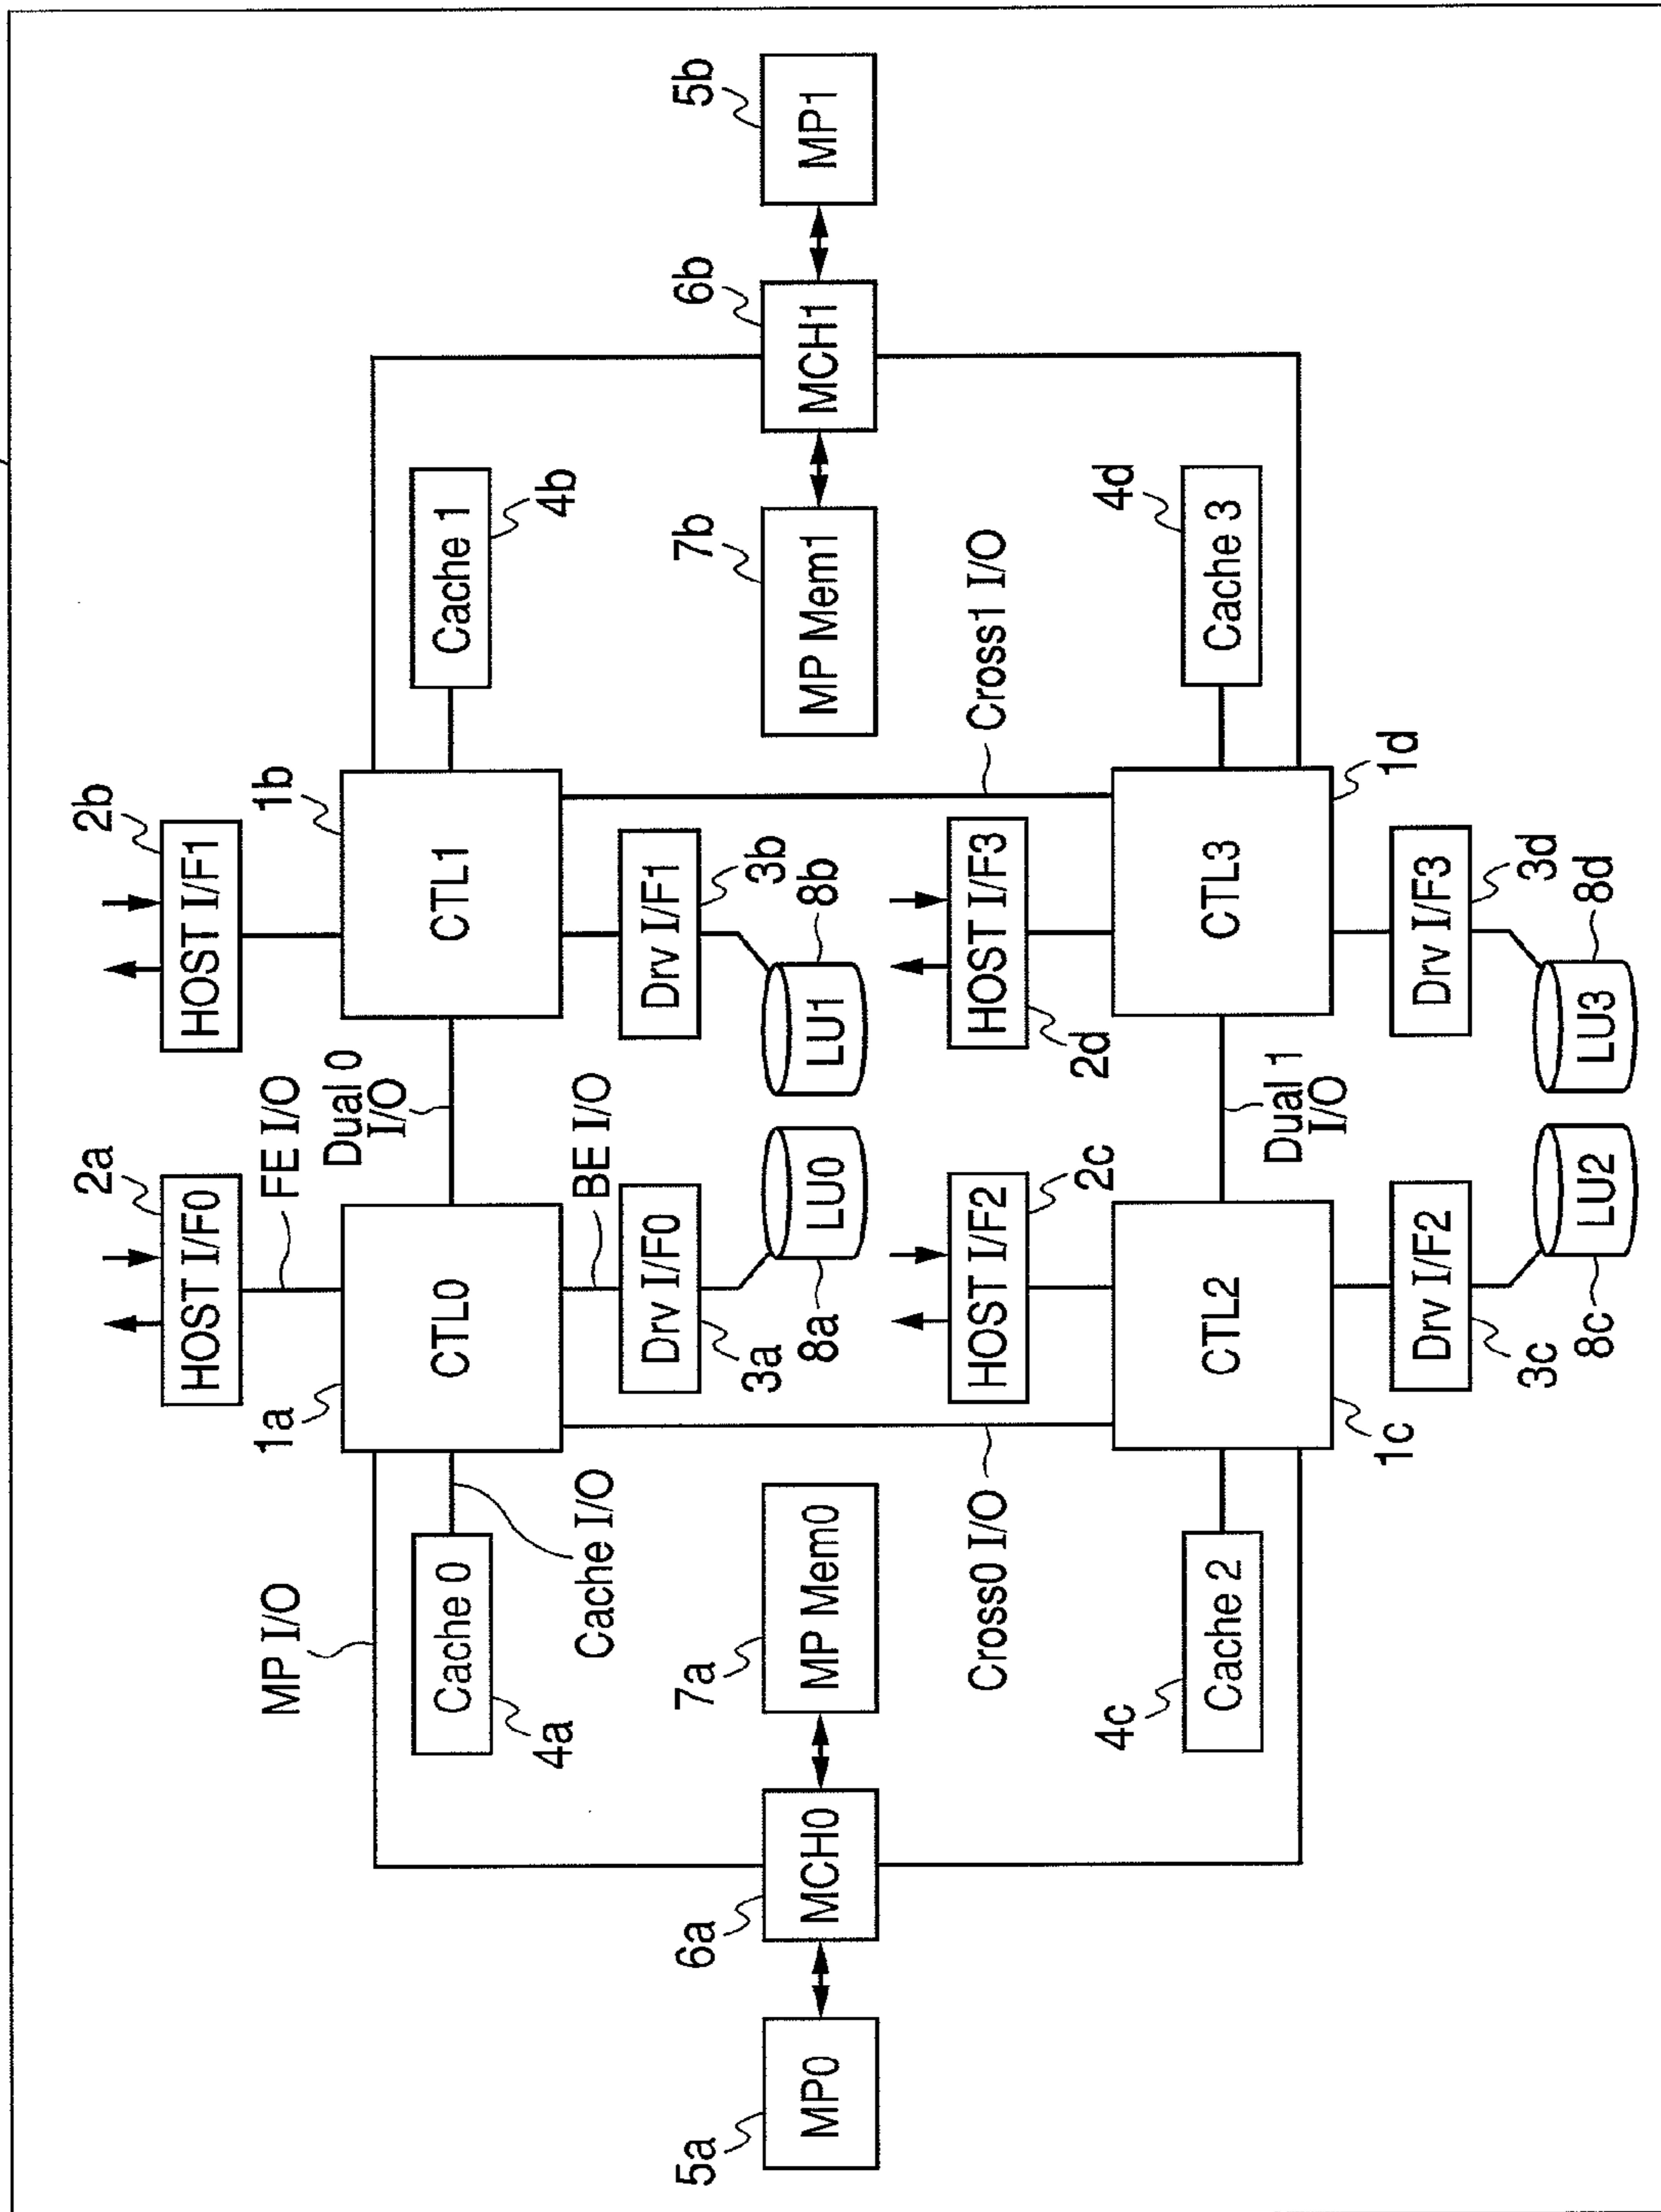 2a
2b
HOST I/F0
HOST I/F1
FE I/O
MP I/O
1a
1b
Dual 0
I/O
CTL0
CTL1
Cache 0
Cache 1
4a
4b
Cache I/O
BE I/O
Drv I/F0
Drv I/F1
3a
3b
5a
6a
7a
8a
8b
7b
6b
5b
MP0
MCH0
MP Mem0
LU0
LU1
MP Mem1
MCH1
MP1
HOST I/F2
HOST I/F3
Cross0 I/O
Cross1 I/O
2c
2d
4c
4d
Cache 2
CTL2
CTL3
Cache 3
Dual 1
I/O
1c
1d
Drv I/F2
Drv I/F3
3c
3d
LU2
LU3
8c
8d